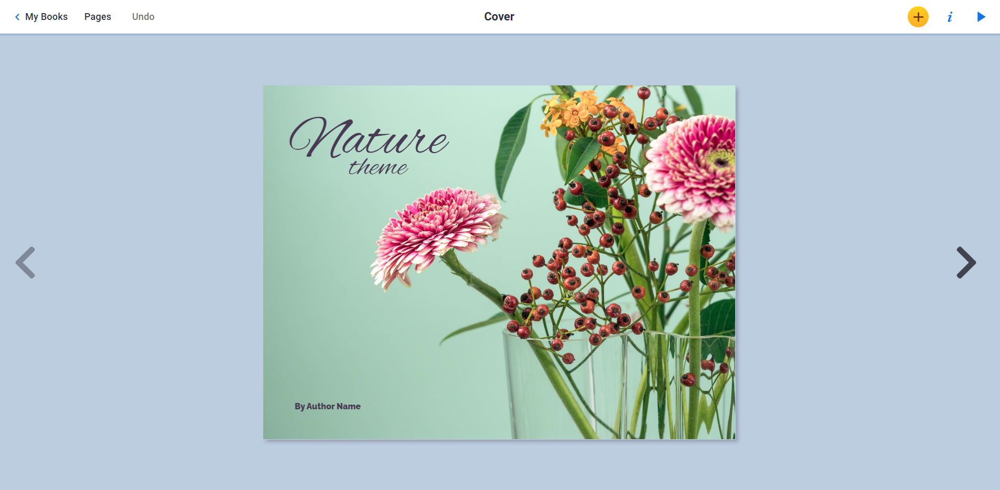 My Books Pages Undo Cover i
Nature
theme
By Author Name